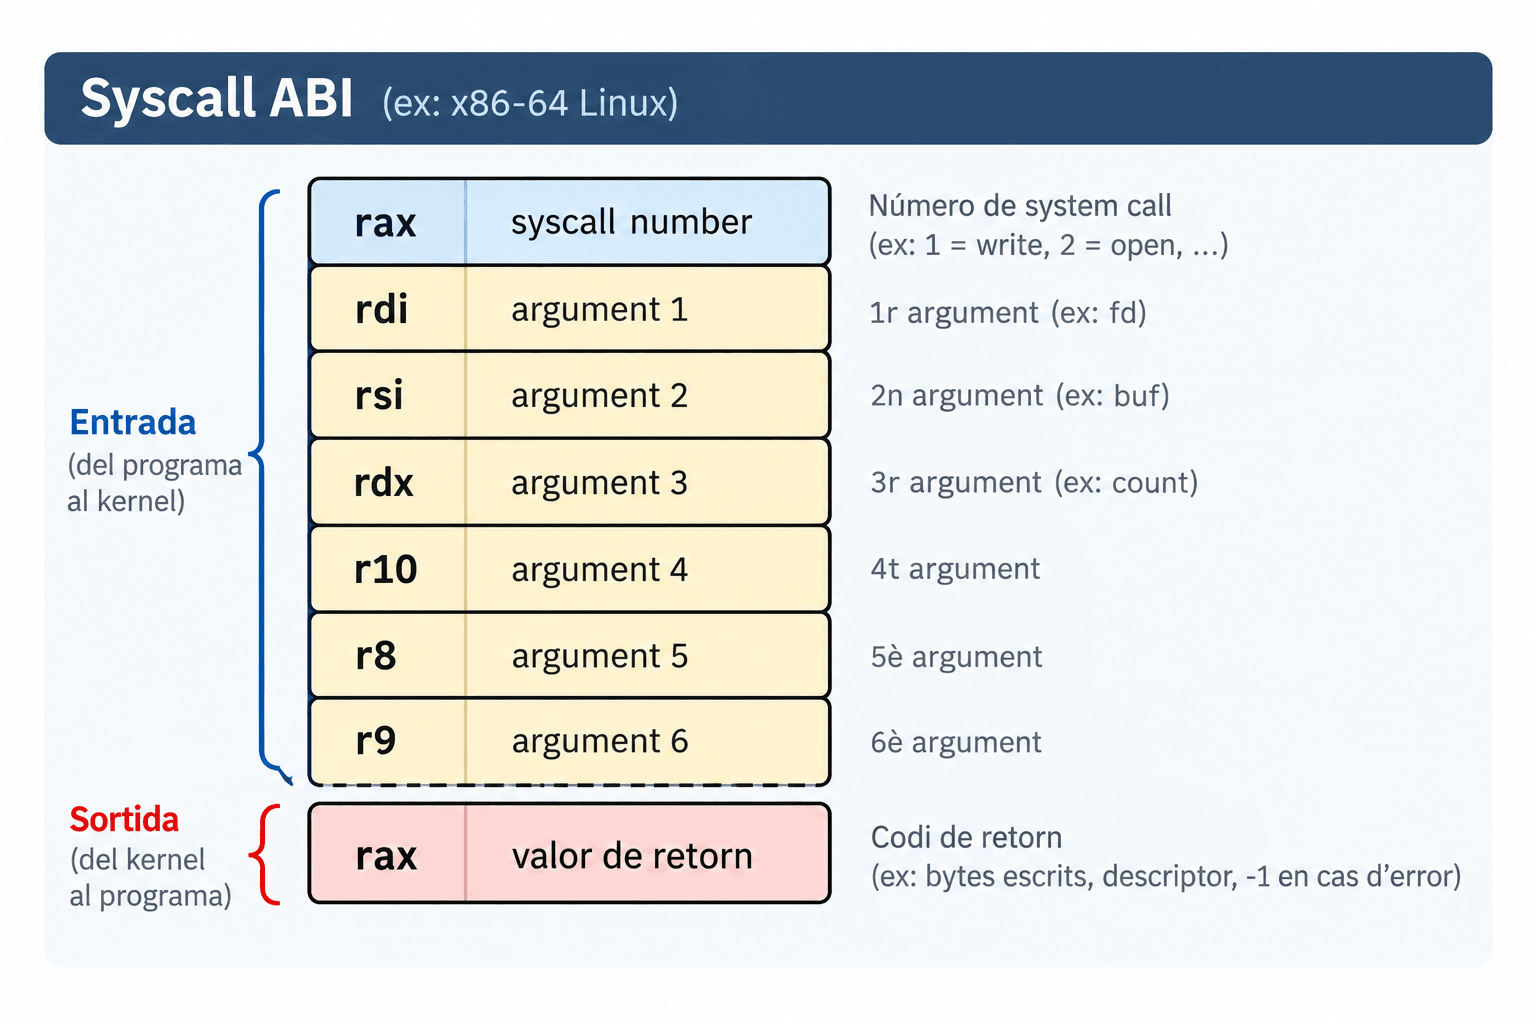 Syscall ABI (ex: x86-64 Linux)
rax syscall number
Número de system call
(ex: 1 = write, 2 = open, ...)
rdi argument 1
1r argument (ex: fd)
rsi argument 2
2n argument (ex: buf)
Entrada
(del programa
al kernel)
rdx argument 3
3r argument (ex: count)
r10 argument 4
4t argument
r8 argument 5
5è argument
r9 argument 6
6è argument
Sortida
(del kernel
al programa)
rax valor de retorn
Codi de retorn
(ex: bytes escrits, descriptor, -1 en cas d’error)